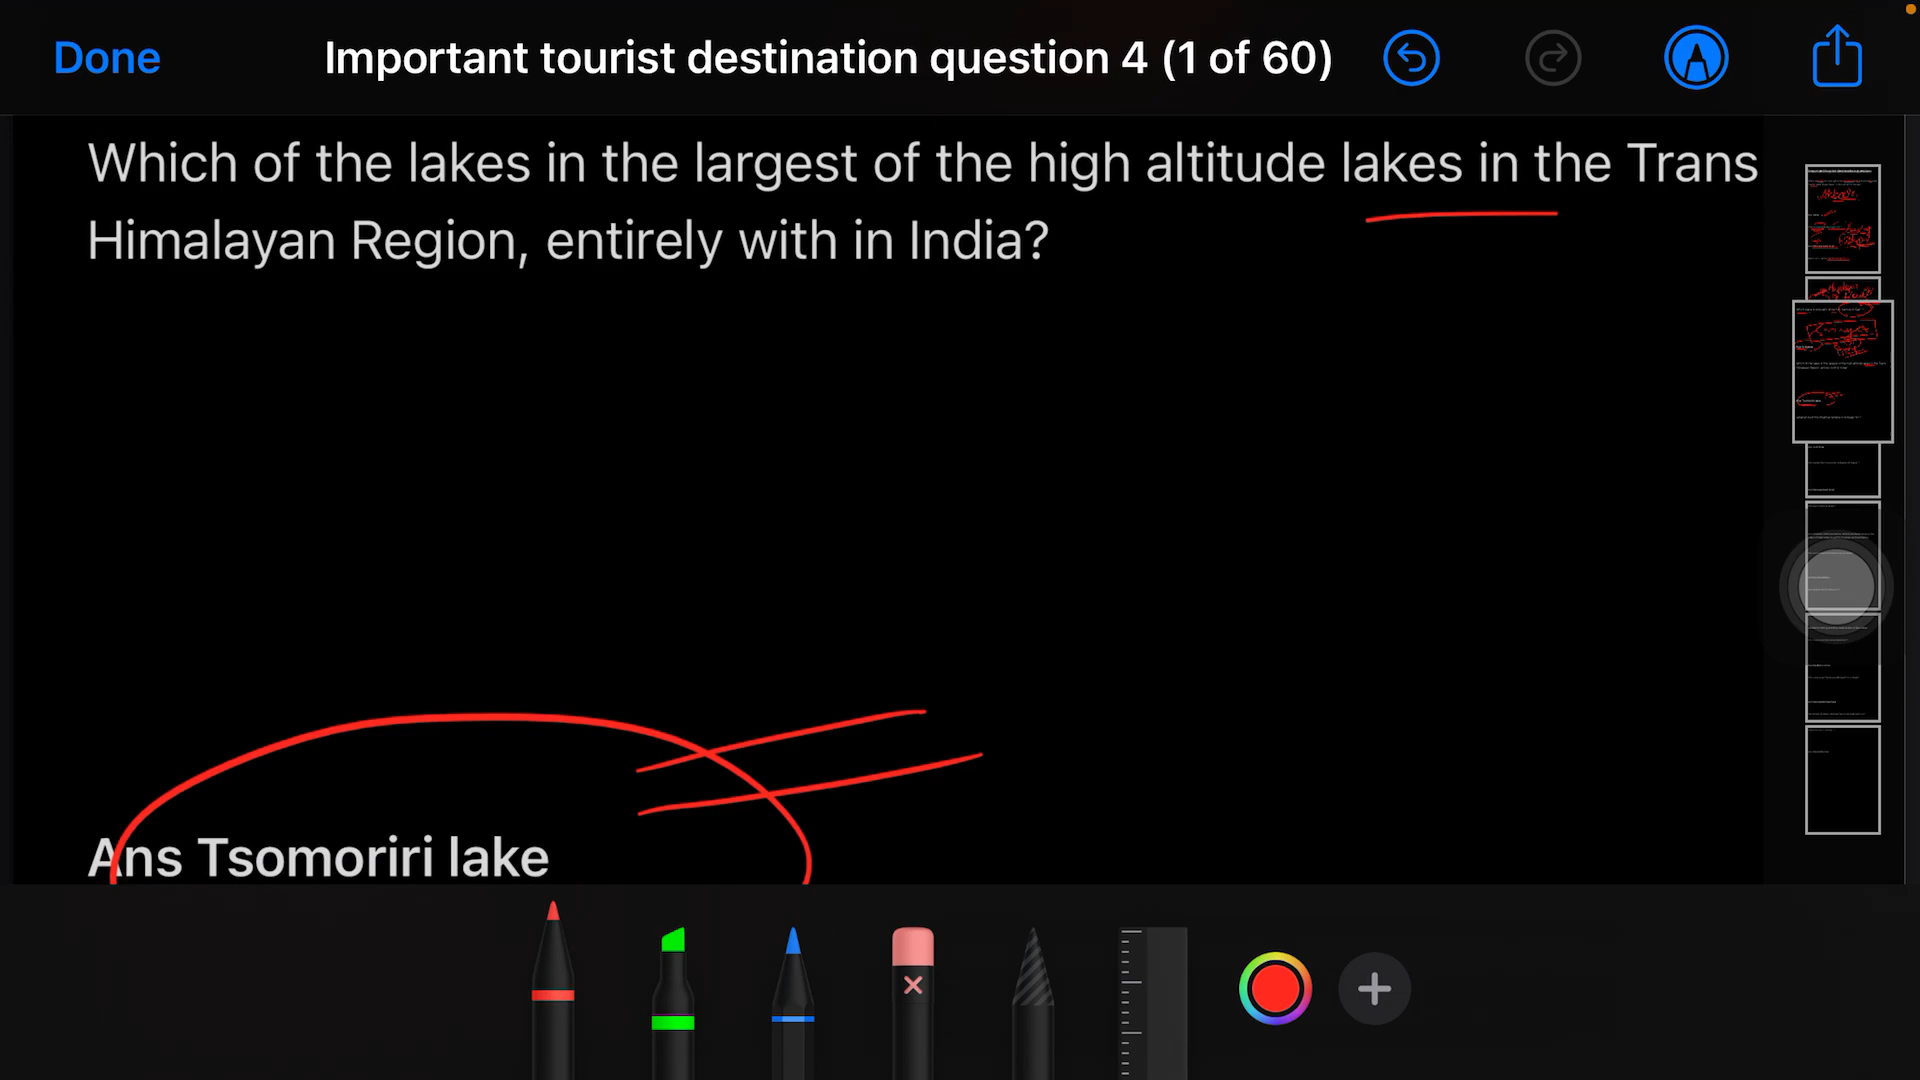 Done
Important tourist destination question 4 (1 of 60)
Which of the lakes in the largest of the high altitude lakes in the Trans
Himalayan Region, entirely with in India?
Ans Tsomoriri lake